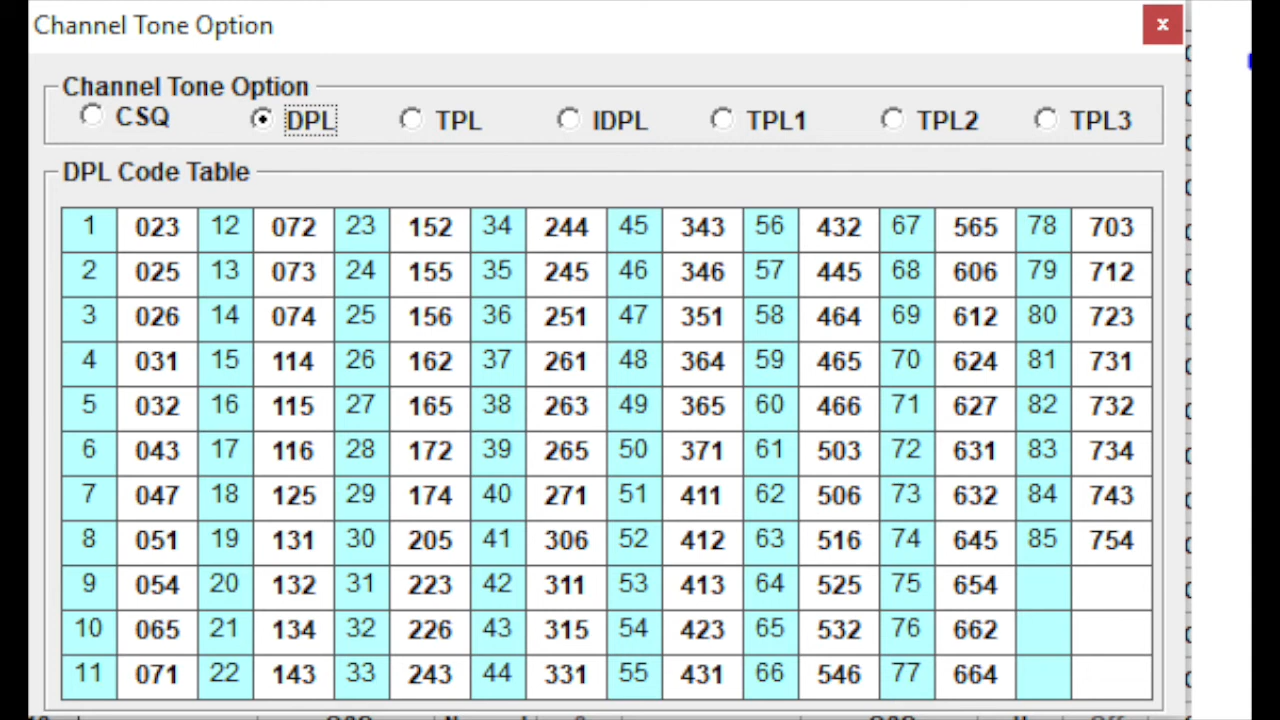 Channel Tone Option
x
Channel Tone Option
CSQ DPL TPL IDPL TPL1 TPL2 TPL3
DPL Code Table
1 023 12 072 23 152 34 244 45 343 56 432 67 565 78 703
2 025 13 073 24 155 35 245 46 346 57 445 68 606 79 712
3 026 14 074 25 156 36 251 47 351 58 464 69 612 80 723
4 031 15 114 26 162 37 261 48 364 59 465 70 624 81 731
5 032 16 115 27 165 38 263 49 365 60 466 71 627 82 732
6 043 17 116 28 172 39 265 50 371 61 503 72 631 83 734
7 047 18 125 29 174 40 271 51 411 62 506 73 632 84 743
8 051 19 131 30 205 41 306 52 412 63 516 74 645 85 754
9 054 20 132 31 223 42 311 53 413 64 525 75 654
10 065 21 134 32 226 43 315 54 423 65 532 76 662
11 071 22 143 33 243 44 331 55 431 66 546 77 664